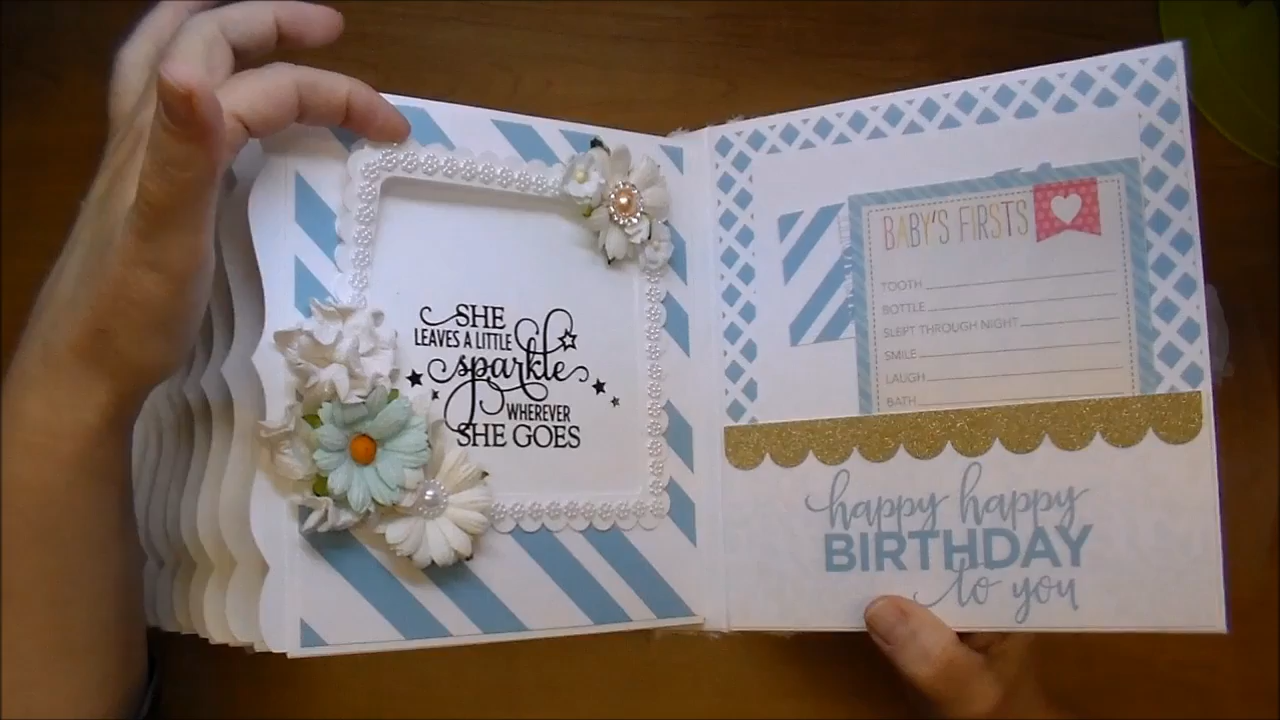 SHE
LEAVES A LITTLE
sparkle
WHEREVER
SHE GOES
BABY'S FIRSTS
TOOTH
BOTTLE
SLEPT THROUGH NIGHT
SMILE
LAUGH
BATH
happy happy
BIRTHDAY
to you